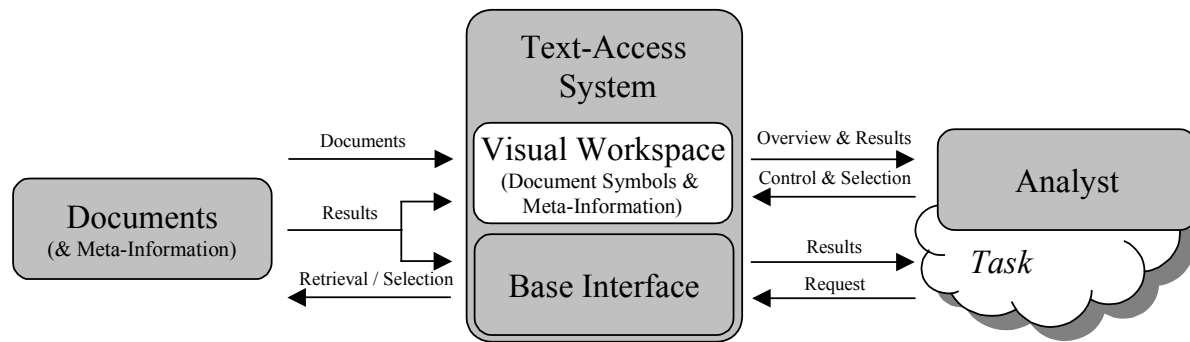 Text-Access
System
Documents
Visual Workspace
(Document Symbols &
Meta-Information)
Overview & Results
Control & Selection
Analyst
Documents
(& Meta-Information)
Results
Retrieval / Selection
Base Interface
Results
Request
Task